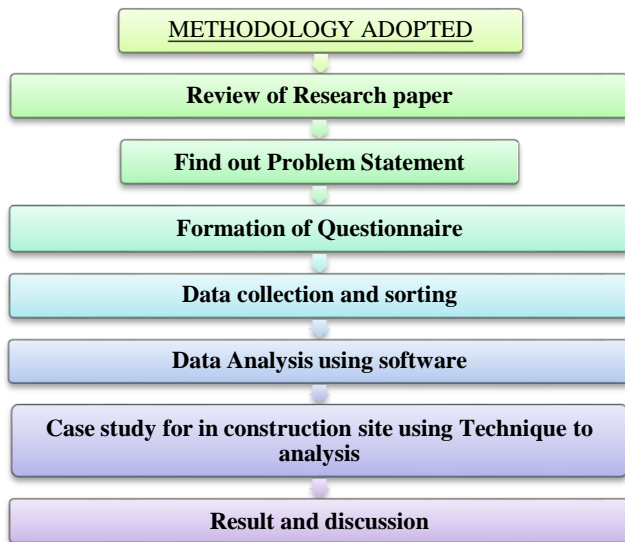 METHODOLOGY ADOPTED
Review of Research paper
Find out Problem Statement
Formation of Questionnaire
Data collection and sorting
Data Analysis using software
Case study for in construction site using Technique to
analysis
Result and discussion